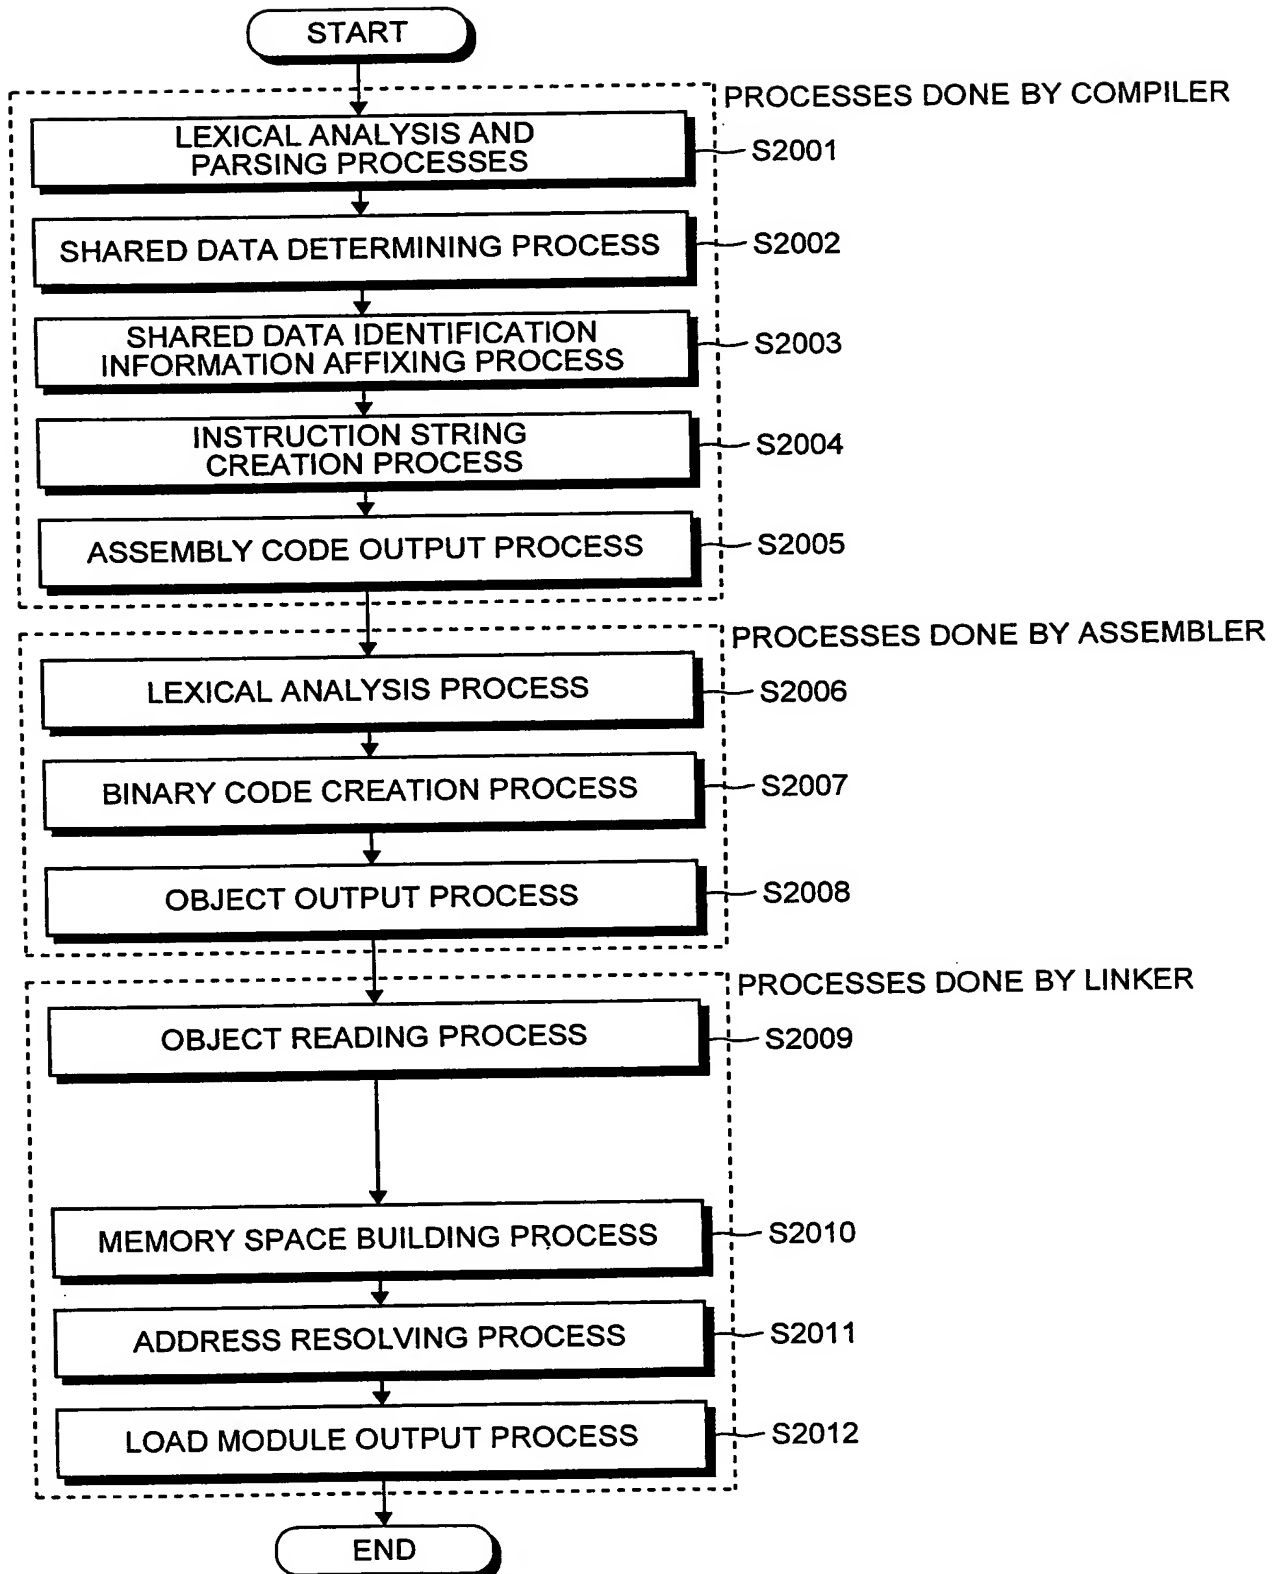 START
PROCESSES DONE BY COMPILER
LEXICAL ANALYSIS AND
PARSING PROCESSES
S2001
SHARED DATA DETERMINING PROCESS
S2002
SHARED DATA IDENTIFICATION
INFORMATION AFFIXING PROCESS
S2003
INSTRUCTION STRING
CREATION PROCESS
S2004
ASSEMBLY CODE OUTPUT PROCESS
S2005
PROCESSES DONE BY ASSEMBLER
LEXICAL ANALYSIS PROCESS
S2006
BINARY CODE CREATION PROCESS
S2007
OBJECT OUTPUT PROCESS
S2008
PROCESSES DONE BY LINKER
OBJECT READING PROCESS
S2009
MEMORY SPACE BUILDING PROCESS
S2010
ADDRESS RESOLVING PROCESS
S2011
LOAD MODULE OUTPUT PROCESS
S2012
END